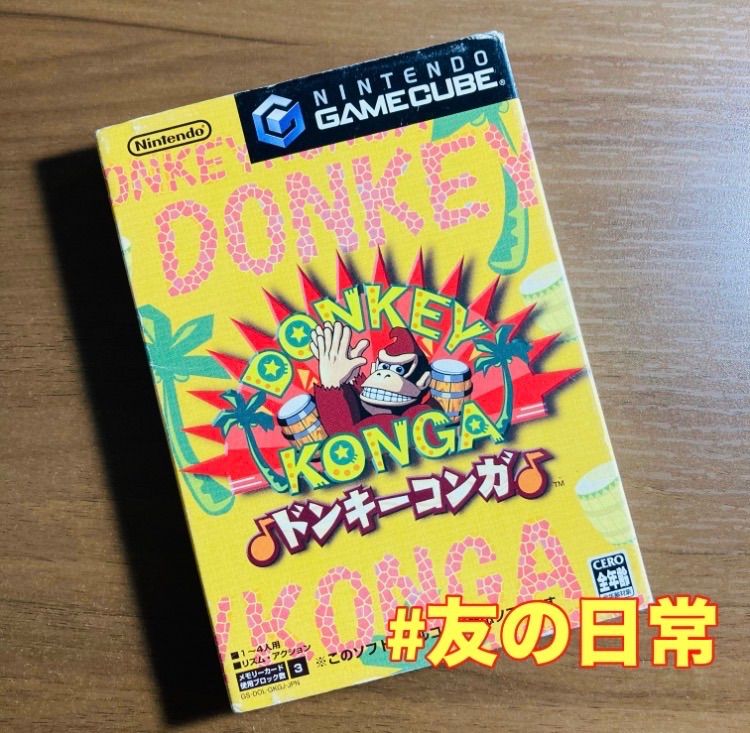 NINTENDO
GAMECUBE
Nintendo
DONKEY
DONKEY
KONGA
ドンキーコンガ
TM
KONGA
CERO
全年齢
■1〜4人用
■リズム・アクション
メモリーカード
使用ブロック数 3
GS-DOL-GKGJ-JPN
※このソフト
#友の日常